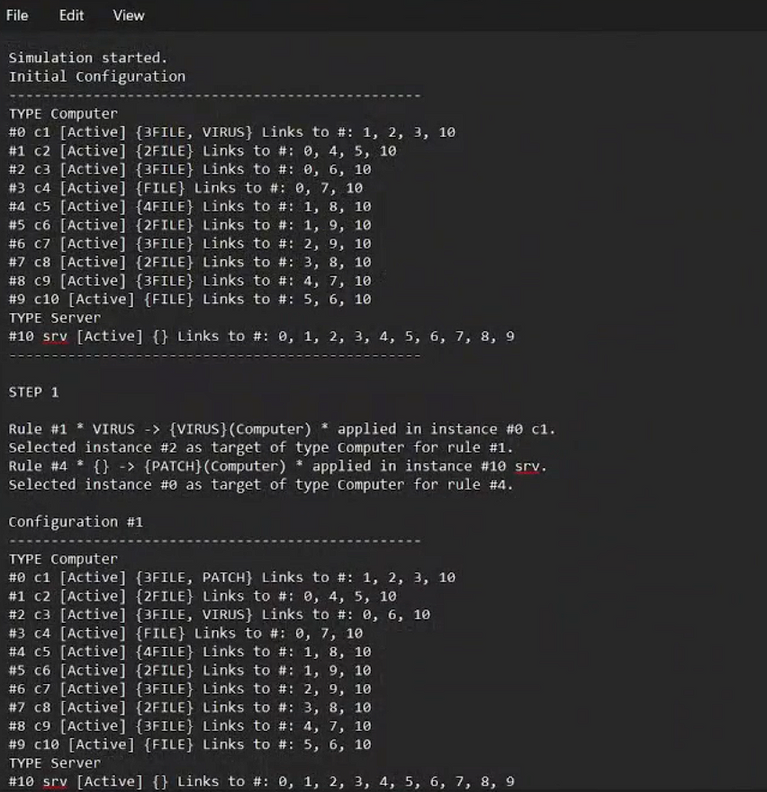 File Edit View
Simulation started.
Initial Configuration
-------------------------------------------------
TYPE Computer
#0 c1 [Active] {3FILE, VIRUS} Links to #: 1, 2, 3, 10
#1 c2 [Active] {2FILE} Links to #: 0, 4, 5, 10
#2 c3 [Active] {3FILE} Links to #: 0, 6, 10
#3 c4 [Active] {FILE} Links to #: 0, 7, 10
#4 c5 [Active] {4FILE} Links to #: 1, 8, 10
#5 c6 [Active] {2FILE} Links to #: 1, 9, 10
#6 c7 [Active] {3FILE} Links to #: 2, 9, 10
#7 c8 [Active] {2FILE} Links to #: 3, 8, 10
#8 c9 [Active] {3FILE} Links to #: 4, 7, 10
#9 c10 [Active] {FILE} Links to #: 5, 6, 10
TYPE Server
#10 srv [Active] {} Links to #: 0, 1, 2, 3, 4, 5, 6, 7, 8, 9
-------------------------------------------------
STEP 1
Rule #1 * VIRUS -> {VIRUS}(Computer) * applied in instance #0 c1.
Selected instance #2 as target of type Computer for rule #1.
Rule #4 * {} -> {PATCH}(Computer) * applied in instance #10 srv.
Selected instance #0 as target of type Computer for rule #4.
Configuration #1
-------------------------------------------------
TYPE Computer
#0 c1 [Active] {3FILE, PATCH} Links to #: 1, 2, 3, 10
#1 c2 [Active] {2FILE} Links to #: 0, 4, 5, 10
#2 c3 [Active] {3FILE, VIRUS} Links to #: 0, 6, 10
#3 c4 [Active] {FILE} Links to #: 0, 7, 10
#4 c5 [Active] {4FILE} Links to #: 1, 8, 10
#5 c6 [Active] {2FILE} Links to #: 1, 9, 10
#6 c7 [Active] {3FILE} Links to #: 2, 9, 10
#7 c8 [Active] {2FILE} Links to #: 3, 8, 10
#8 c9 [Active] {3FILE} Links to #: 4, 7, 10
#9 c10 [Active] {FILE} Links to #: 5, 6, 10
TYPE Server
#10 srv [Active] {} Links to #: 0, 1, 2, 3, 4, 5, 6, 7, 8, 9